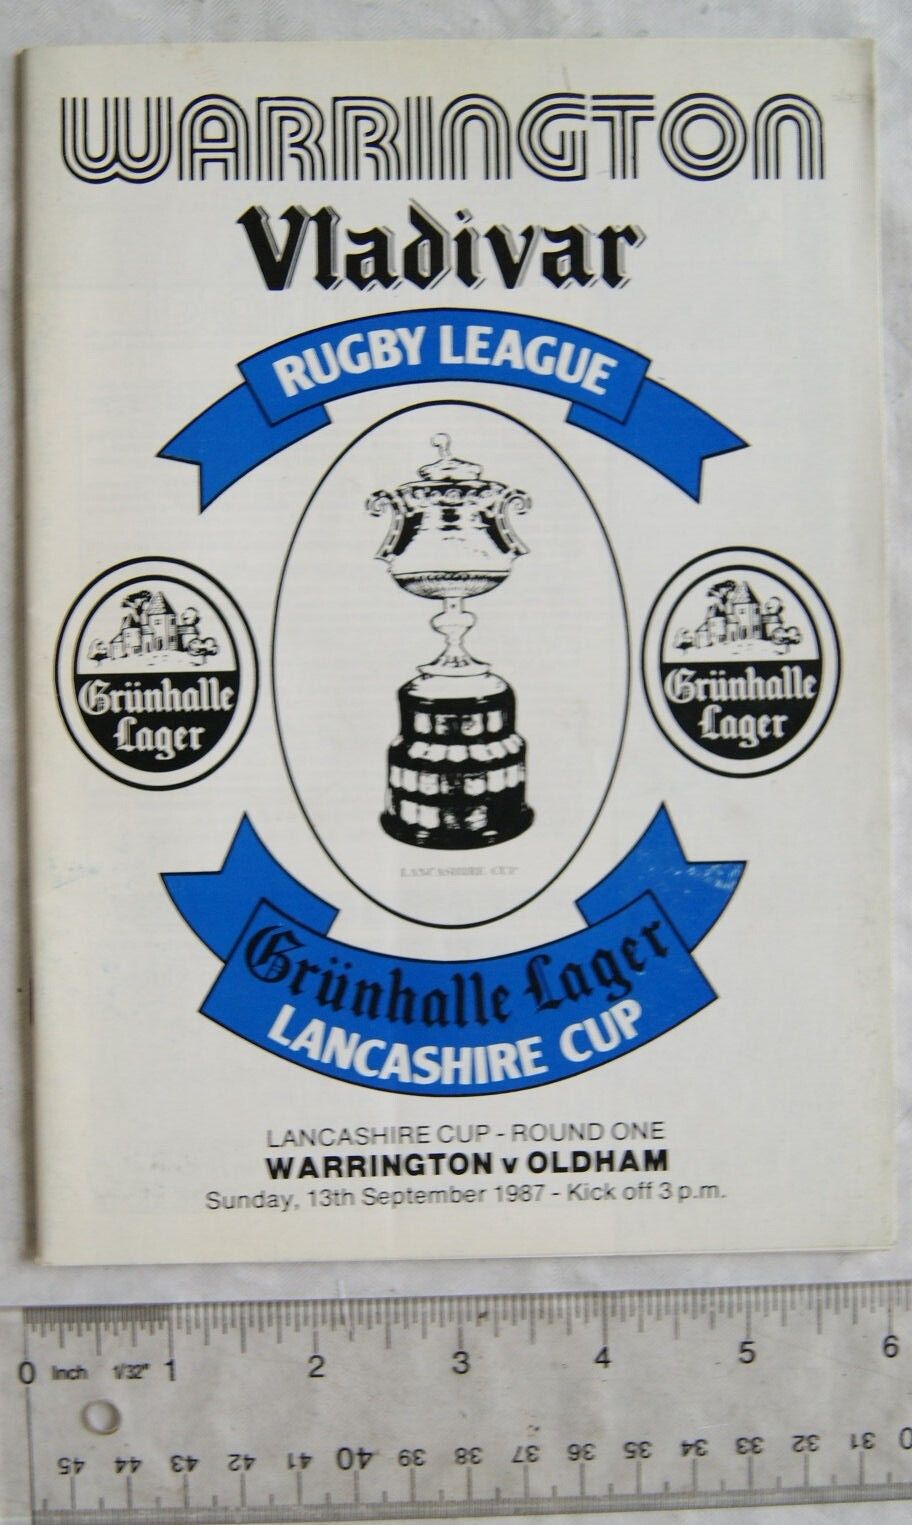 WARRINGTON
Vladivar
RUGBY LEAGUE
Grünhalle
Lager
Grünhalle
Lager
LANCASHIRE CUP
Grünhalle Lager
LANCASHIRE CUP
LANCASHIRE CUP - ROUND ONE
WARRINGTON v OLDHAM
Sunday, 13th September 1987 - Kick off 3 p.m.
0 Inch 1/32" 1 2 3 4 5 6
45 44 43 42 41 40 39 38 37 36 35 34 33 32 31 30